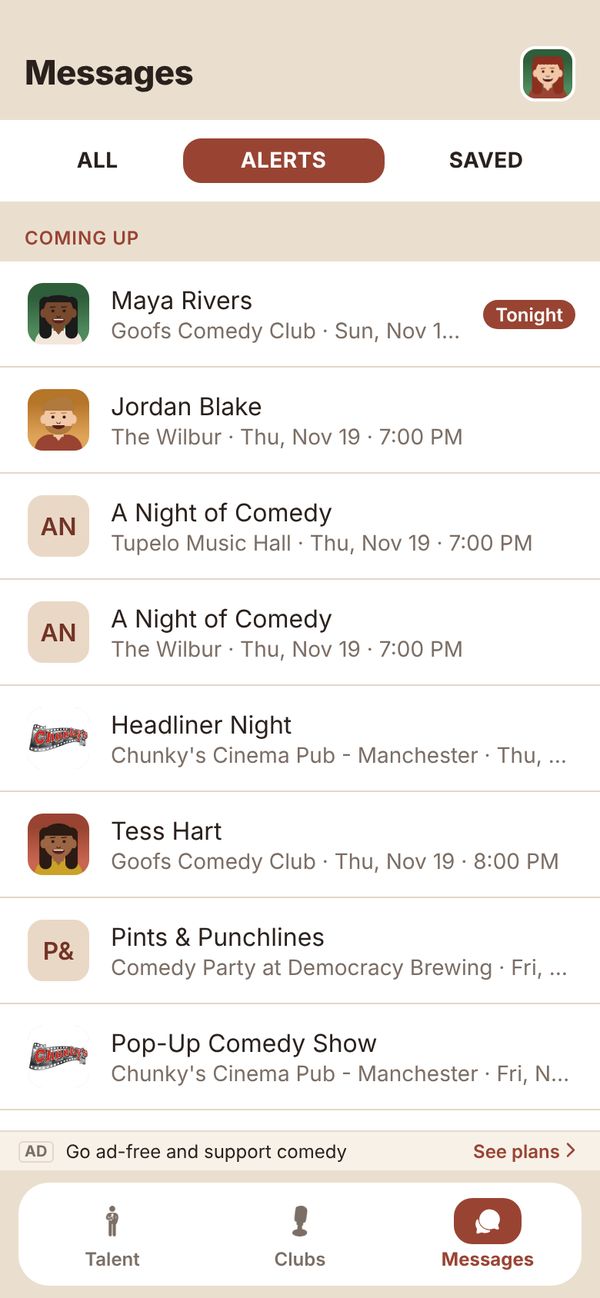 Messages
ALL
ALERTS
SAVED
COMING UP
Maya Rivers
Goofs Comedy Club · Sun, Nov 1...
Tonight
Jordan Blake
The Wilbur · Thu, Nov 19 · 7:00 PM
AN
A Night of Comedy
Tupelo Music Hall · Thu, Nov 19 · 7:00 PM
AN
A Night of Comedy
The Wilbur · Thu, Nov 19 · 7:00 PM
Chunky's
Headliner Night
Chunky's Cinema Pub - Manchester · Thu, ...
Tess Hart
Goofs Comedy Club · Thu, Nov 19 · 8:00 PM
P&
Pints & Punchlines
Comedy Party at Democracy Brewing · Fri, ...
Chunky's
Pop-Up Comedy Show
Chunky's Cinema Pub - Manchester · Fri, N...
AD
Go ad-free and support comedy
See plans
Talent
Clubs
Messages